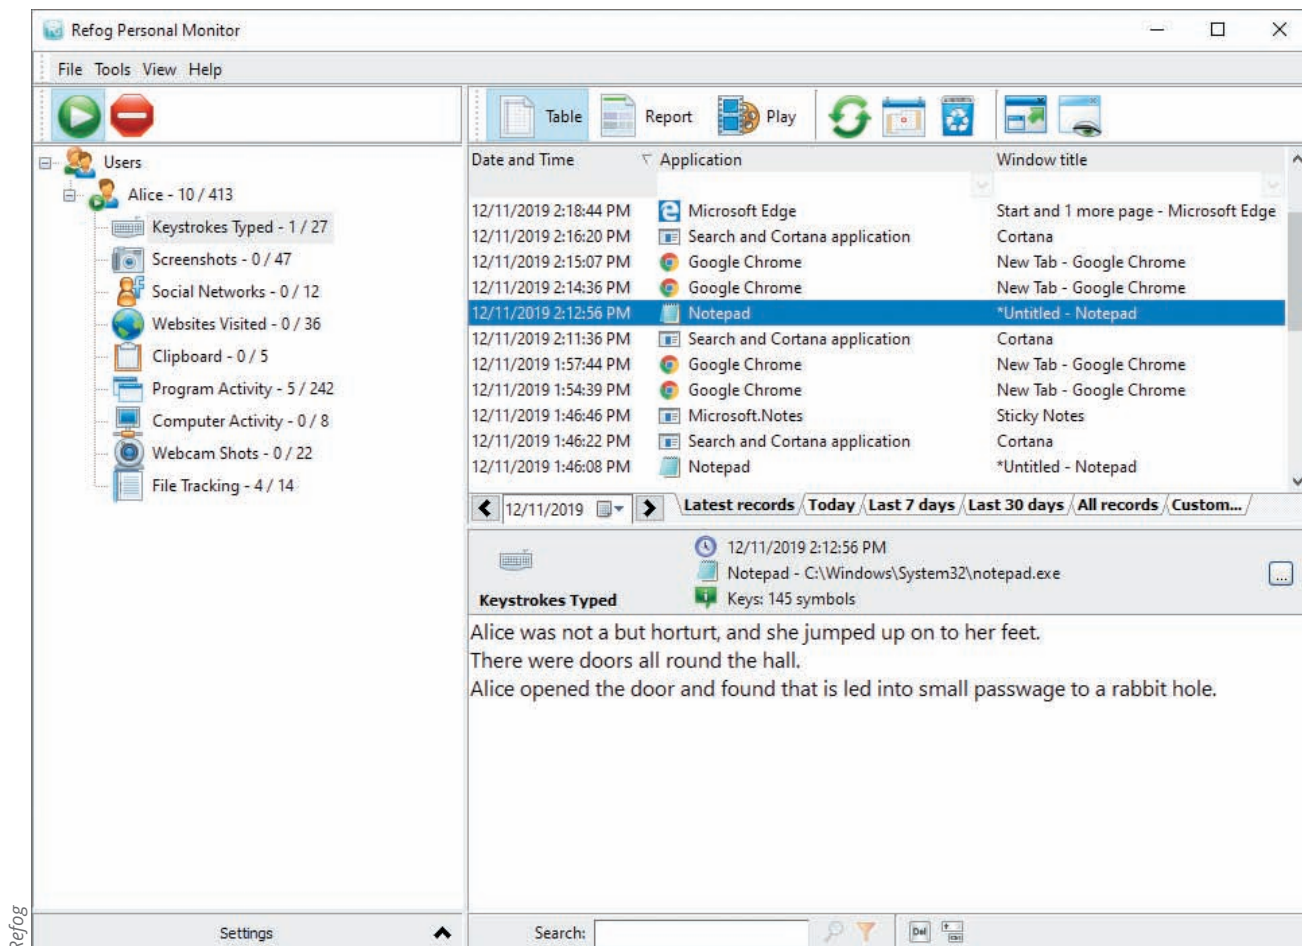 Refog Personal Monitor
File Tools View Help
Table Report Play
Users
Alice - 10 / 413
Keystrokes Typed - 1 / 27
Screenshots - 0 / 47
Social Networks - 0 / 12
Websites Visited - 0 / 36
Clipboard - 0 / 5
Program Activity - 5 / 242
Computer Activity - 0 / 8
Webcam Shots - 0 / 22
File Tracking - 4 / 14
Settings
Date and Time Application Window title
12/11/2019 2:18:44 PM Microsoft Edge Start and 1 more page - Microsoft Edge
12/11/2019 2:16:20 PM Search and Cortana application Cortana
12/11/2019 2:15:07 PM Google Chrome New Tab - Google Chrome
12/11/2019 2:14:36 PM Google Chrome New Tab - Google Chrome
12/11/2019 2:12:56 PM Notepad *Untitled - Notepad
12/11/2019 2:11:36 PM Search and Cortana application Cortana
12/11/2019 1:57:44 PM Google Chrome New Tab - Google Chrome
12/11/2019 1:54:39 PM Google Chrome New Tab - Google Chrome
12/11/2019 1:46:46 PM Microsoft.Notes Sticky Notes
12/11/2019 1:46:22 PM Search and Cortana application Cortana
12/11/2019 1:46:08 PM Notepad *Untitled - Notepad
12/11/2019 Latest records Today Last 7 days Last 30 days All records Custom...
12/11/2019 2:12:56 PM
Notepad - C:\Windows\System32\notepad.exe
...
Keystrokes Typed Keys: 145 symbols
Alice was not a but horturt, and she jumped up on to her feet.
There were doors all round the hall.
Alice opened the door and found that is led into small passwage to a rabbit hole.
Search:
Del
Refog